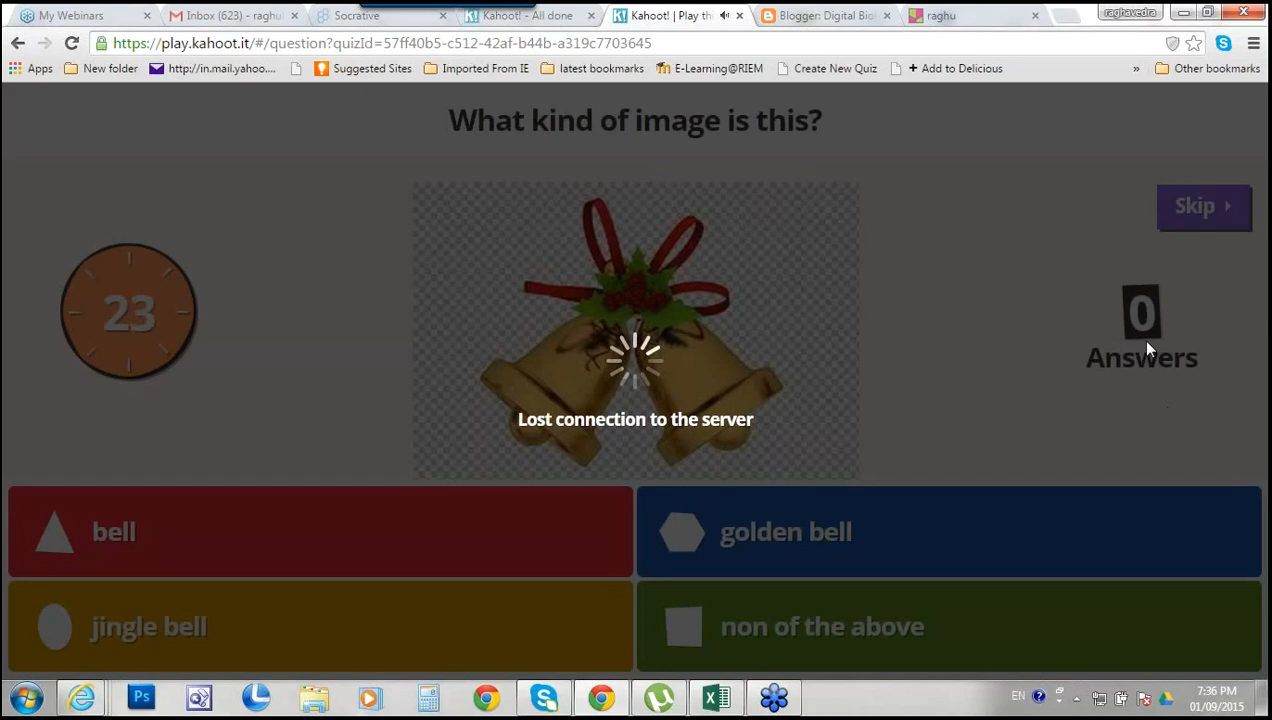 My Webinars
Inbox (623) - raghu
Socrative
Kahoot! - All done
Kahoot! | Play th
Blogger: Digital Bio
raghu
raghavedra
https://play.kahoot.it/#/question?quizId=57ff40b5-c512-42af-b44b-a319c7703645
Apps
New folder
http://in.mail.yahoo....
Suggested Sites
Imported From IE
latest bookmarks
E-Learning@RIEM
Create New Quiz
+ Add to Delicious
»
Other bookmarks
What kind of image is this?
Skip
23
0
Answers
Lost connection to the server
bell
golden bell
jingle bell
non of the above
Ps
EN
7:36 PM
01/09/2015